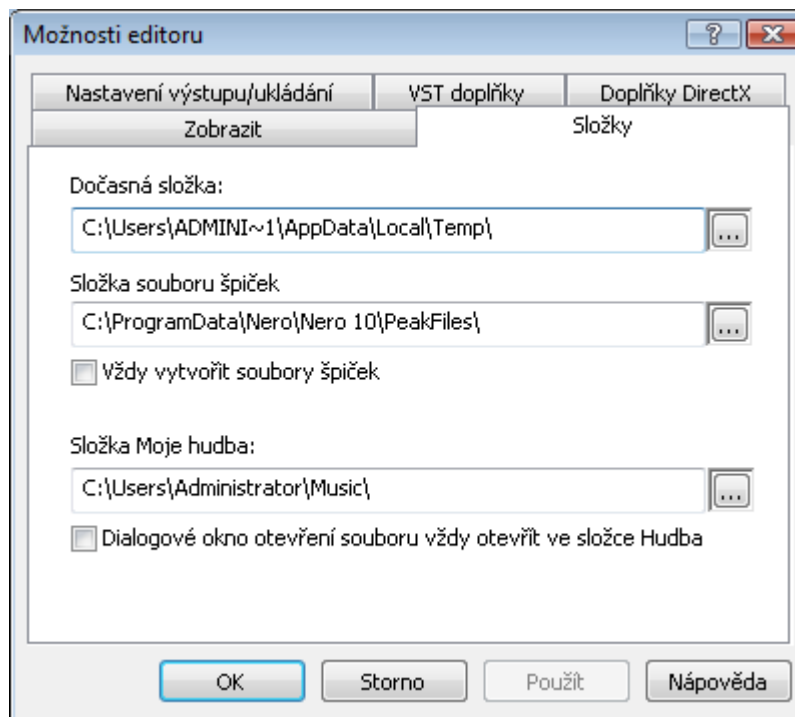 Možnosti editoru
Nastavení výstupu/ukládání VST doplňky Doplňky DirectX
Zobrazit Složky
Dočasná složka:
C:\Users\ADMINI~1\AppData\Local\Temp\ ...
Složka souboru špiček
C:\ProgramData\Nero\Nero 10\PeakFiles\ ...
Vždy vytvořit soubory špiček
Složka Moje hudba:
C:\Users\Administrator\Music\ ...
Dialogové okno otevření souboru vždy otevřít ve složce Hudba
OK Storno Použít Nápověda